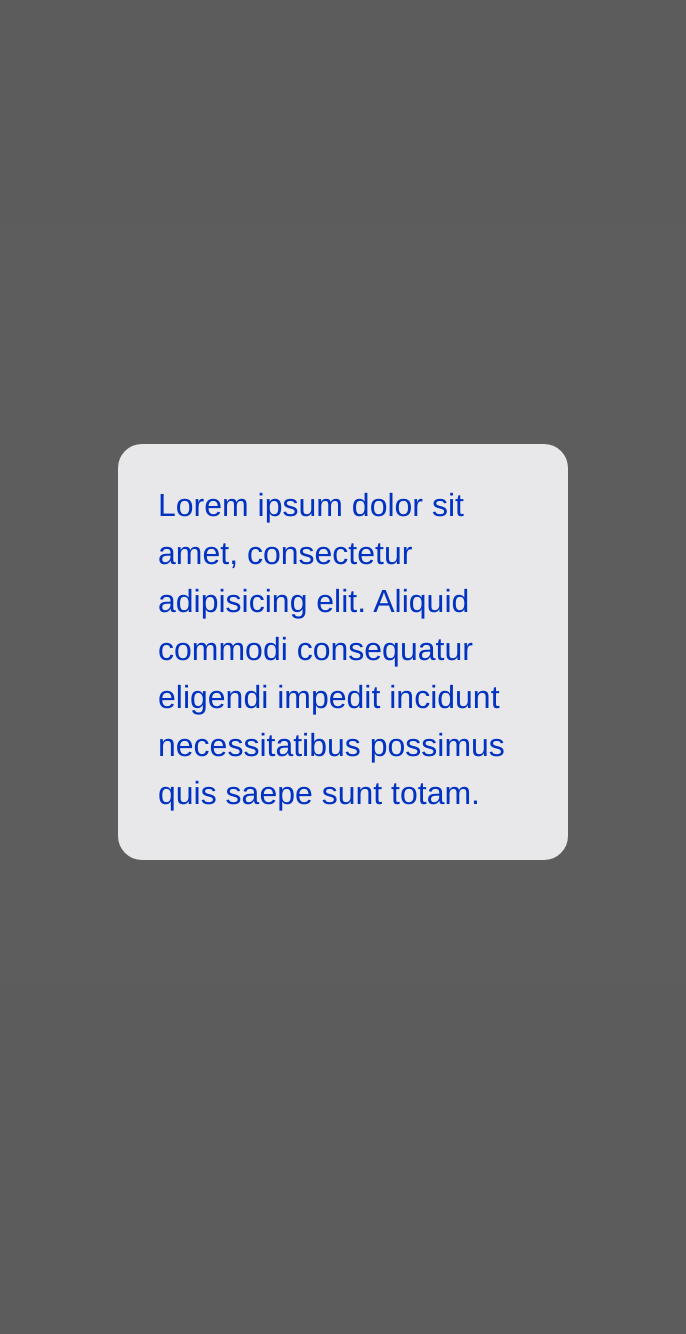 Lorem ipsum dolor sit
amet, consectetur
adipisicing elit. Aliquid
commodi consequatur
eligendi impedit incidunt
necessitatibus possimus
quis saepe sunt totam.